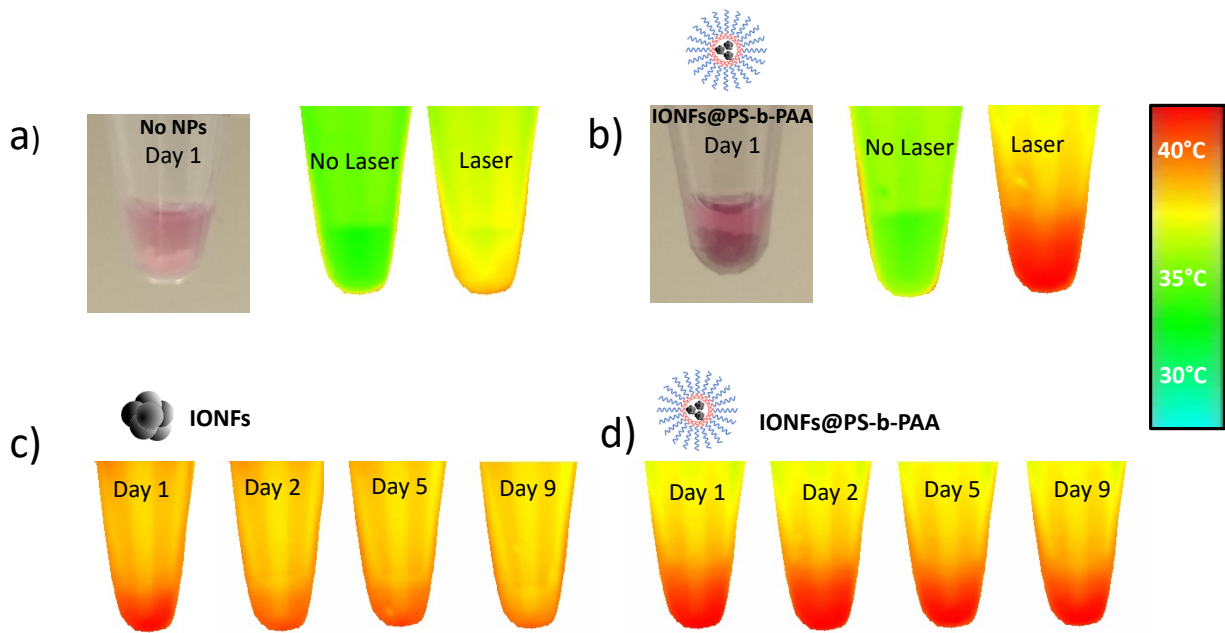 a)
No NPs
Day 1
No Laser
Laser
b)
IONFs@PS-b-PAA
Day 1
No Laser
Laser
40°C
35°C
30°C
c)
IONFs
Day 1
Day 2
Day 5
Day 9
d)
IONFs@PS-b-PAA
Day 1
Day 2
Day 5
Day 9